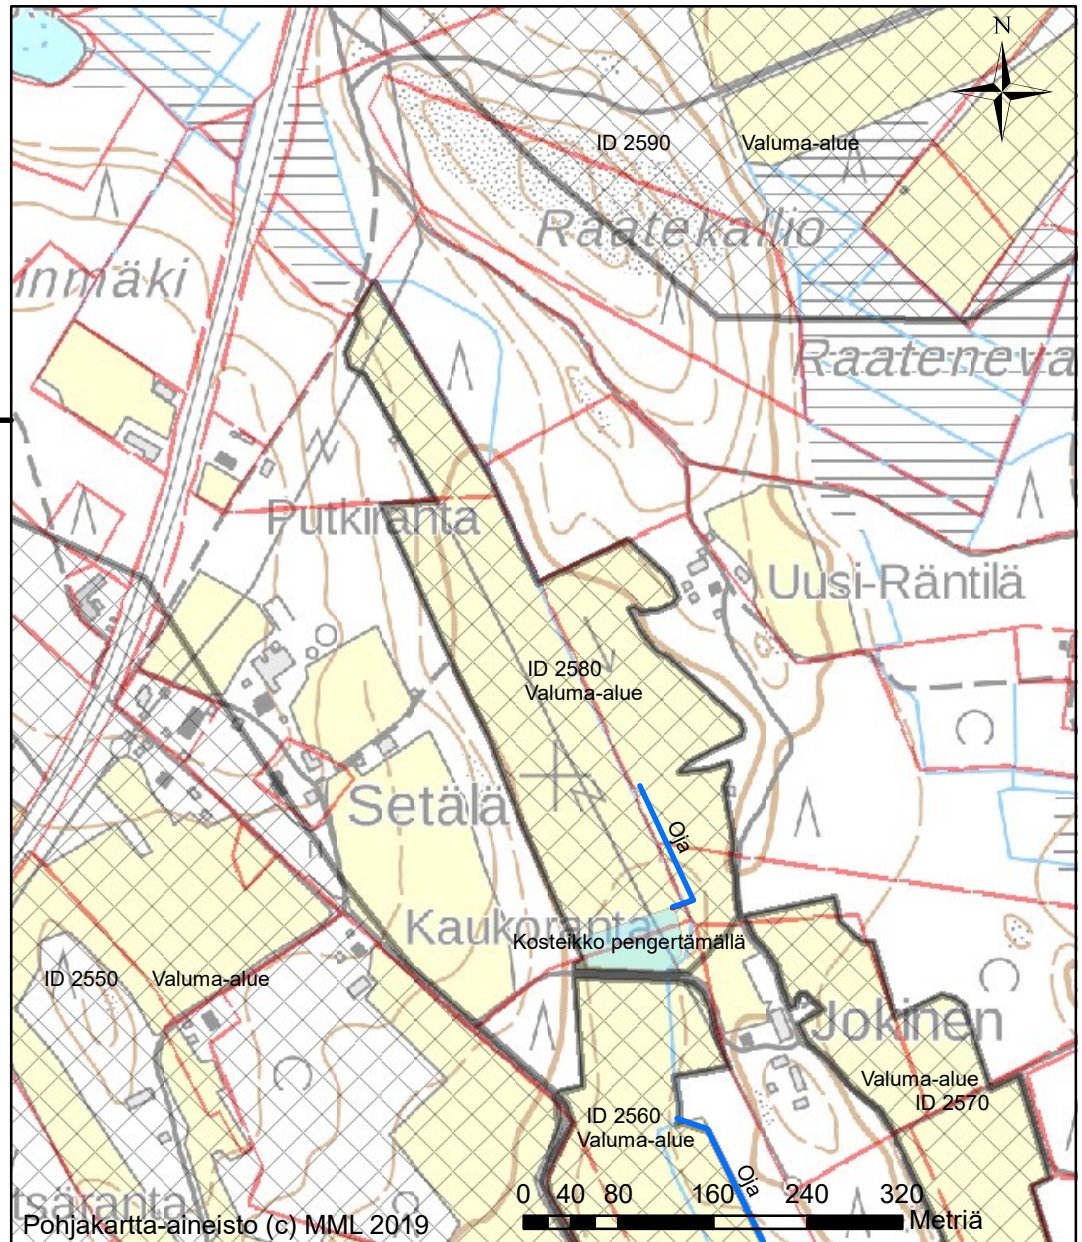 N
ID 2590 Valuma-alue
Raatekallio
inmäki
Raateneva
Putkiranta
Uusi-Räntilä
ID 2580
Valuma-alue
Setälä
Oja
Kaukoranta
Kosteikko pengertämällä
ID 2550 Valuma-alue
Jokinen
Valuma-alue
ID 2570
ID 2560
Valuma-alue
Oja
tsäranta
0 40 80 160 240 320
Metriä
Pohjakartta-aineisto (c) MML 2019